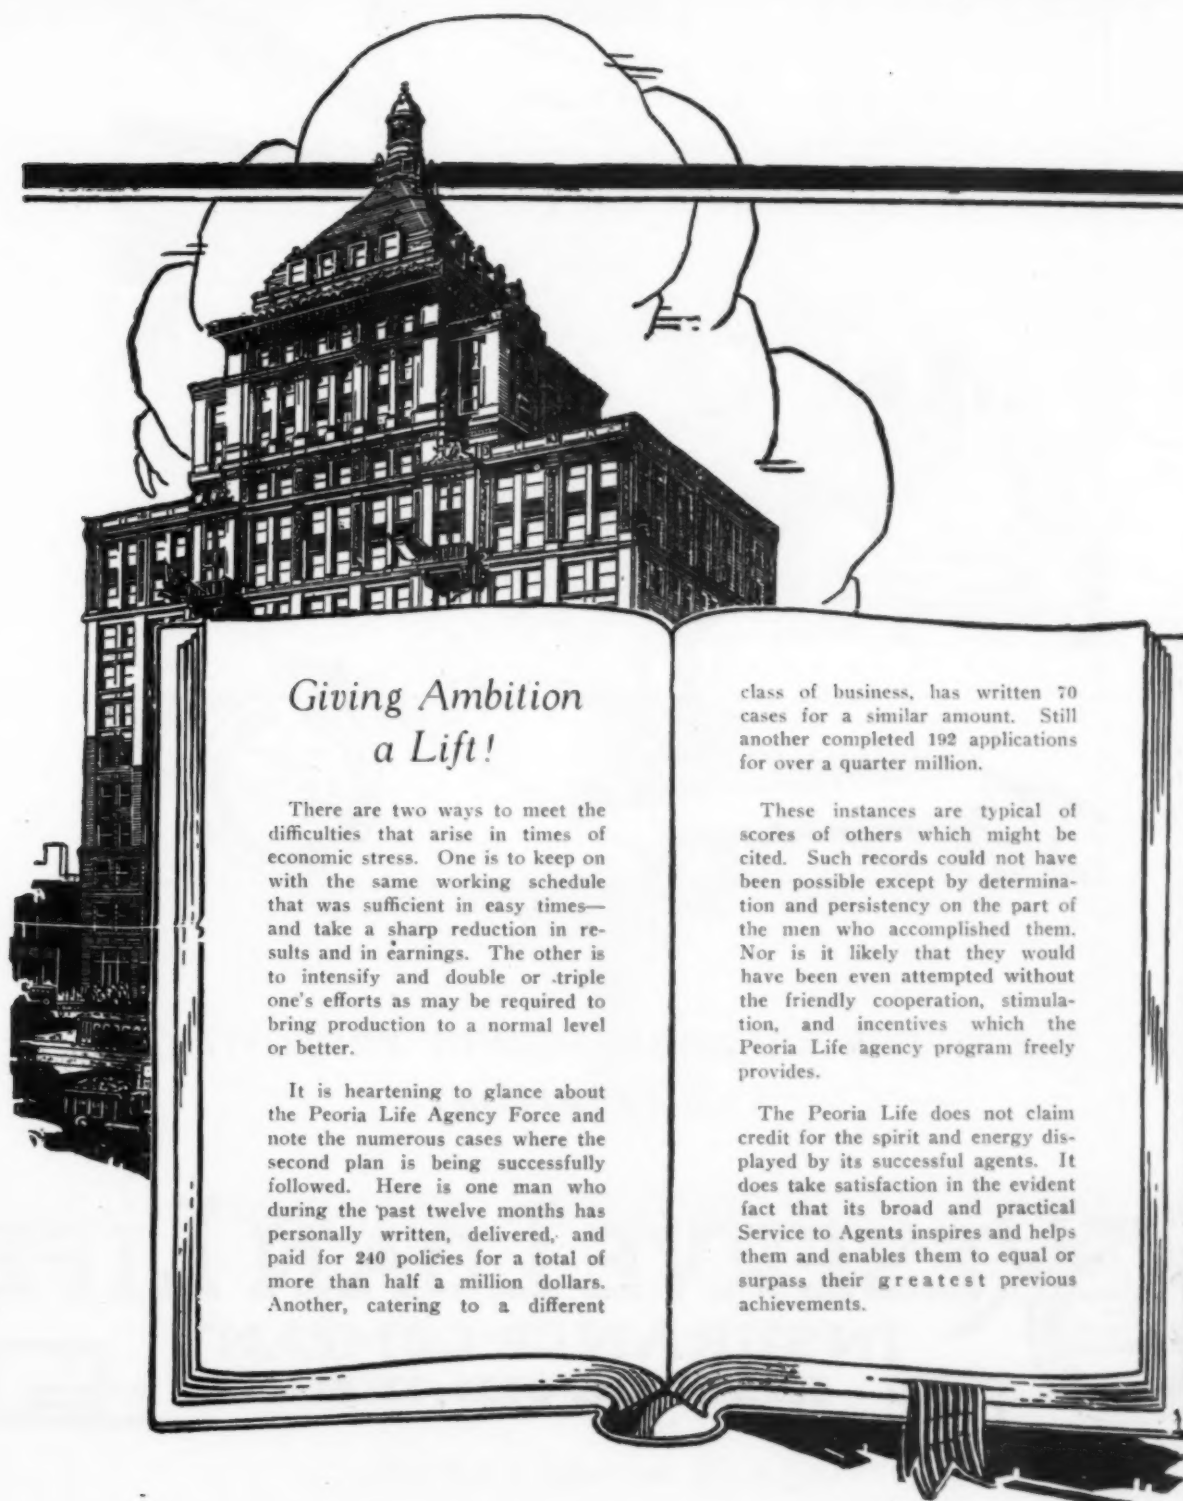 Giving Ambition
a Lift!
There are two ways to meet the
difficulties that arise in times of
economic stress. One is to keep on
with the same working schedule
that was sufficient in easy times—
and take a sharp reduction in re-
sults and in earnings. The other is
to intensify and double or triple
one's efforts as may be required to
bring production to a normal level
or better.
It is heartening to glance about
the Peoria Life Agency Force and
note the numerous cases where the
second plan is being successfully
followed. Here is one man who
during the past twelve months has
personally written, delivered, and
paid for 240 policies for a total of
more than half a million dollars.
Another, catering to a different
class of business, has written 70
cases for a similar amount. Still
another completed 192 applications
for over a quarter million.
These instances are typical of
scores of others which might be
cited. Such records could not have
been possible except by determina-
tion and persistency on the part of
the men who accomplished them.
Nor is it likely that they would
have been even attempted without
the friendly cooperation, stimula-
tion, and incentives which the
Peoria Life agency program freely
provides.
The Peoria Life does not claim
credit for the spirit and energy dis-
played by its successful agents. It
does take satisfaction in the evident
fact that its broad and practical
Service to Agents inspires and helps
them and enables them to equal or
surpass their greatest previous
achievements.